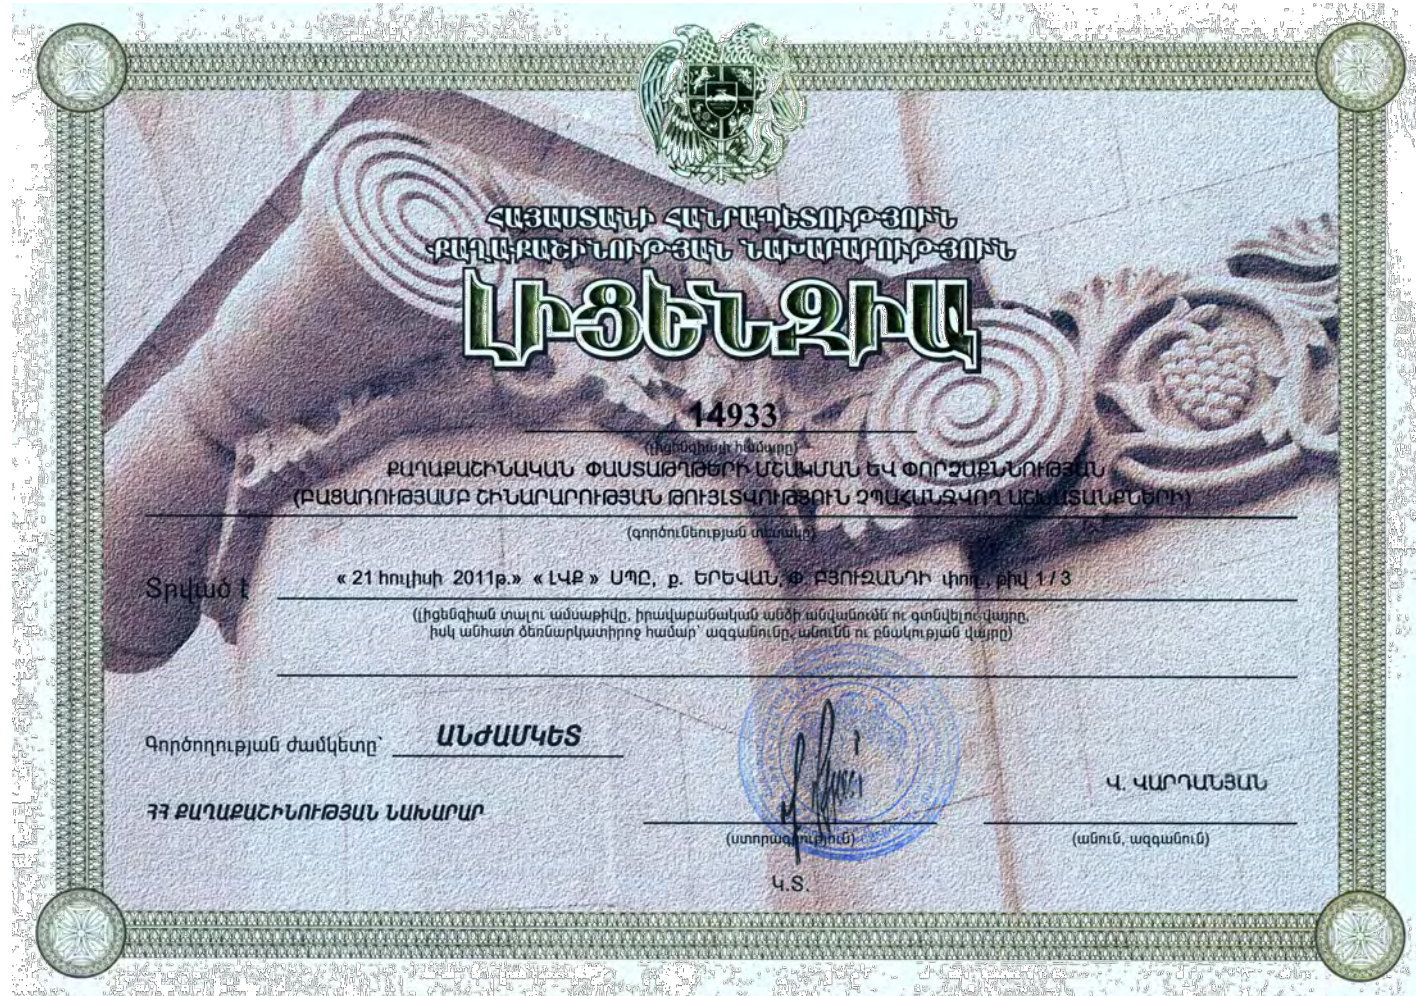 ՀԱՅԱՍՏԱՆԻ ՀԱՆՐԱՊԵՏՈՒԹՅՈՒՆ
ՔԱՂԱՔԱՇԻՆՈՒԹՅԱՆ ՆԱԽԱՐԱՐՈՒԹՅՈՒՆ
ԼԻՑԵՆԶԻԱ
14933
(լիցենզիայի համարը)
ՔԱՂԱՔԱՇԻՆԱԿԱՆ ՓԱՍՏԱԹՂԹԵՐԻ ՄՇԱԿՄԱՆ ԵՎ ՓՈՐՁԱՔՆՆՈՒԹՅԱՆ
(ԲԱՑԱՌՈՒԹՅԱՄԲ ՇԻՆԱՐԱՐՈՒԹՅԱՆ ԹՈՒՅԼՏՎՈՒԹՅՈՒՆ ՉՊԱՀԱՆՋՎՈՂ ԱՇԽԱՏԱՆՔՆԵՐԻ)
(գործունեության տեսակը)
Տրված է « 21 հուլիսի 2011թ.» « ԼՎՔ » ՍՊԸ, ք. ԵՐԵՎԱՆ, Փ. ԲՅՈՒԶԱՆԴԻ փող., թիվ 1 / 3
(լիցենզիան տալու ամսաթիվը, իրավաբանական անձի անվանումն ու գտնվելու վայրը,
իսկ անհատ ձեռնարկատիրոջ համար՝ ազգանունը, անունն ու բնակության վայրը)
Գործողության ժամկետը՝ ԱՆԺԱՄԿԵՏ
Վ. ՎԱՐԴԱՆՅԱՆ
ՀՀ ՔԱՂԱՔԱՇԻՆՈՒԹՅԱՆ ՆԱԽԱՐԱՐ
(ստորագրություն) (անուն, ազգանուն)
Կ.Տ.